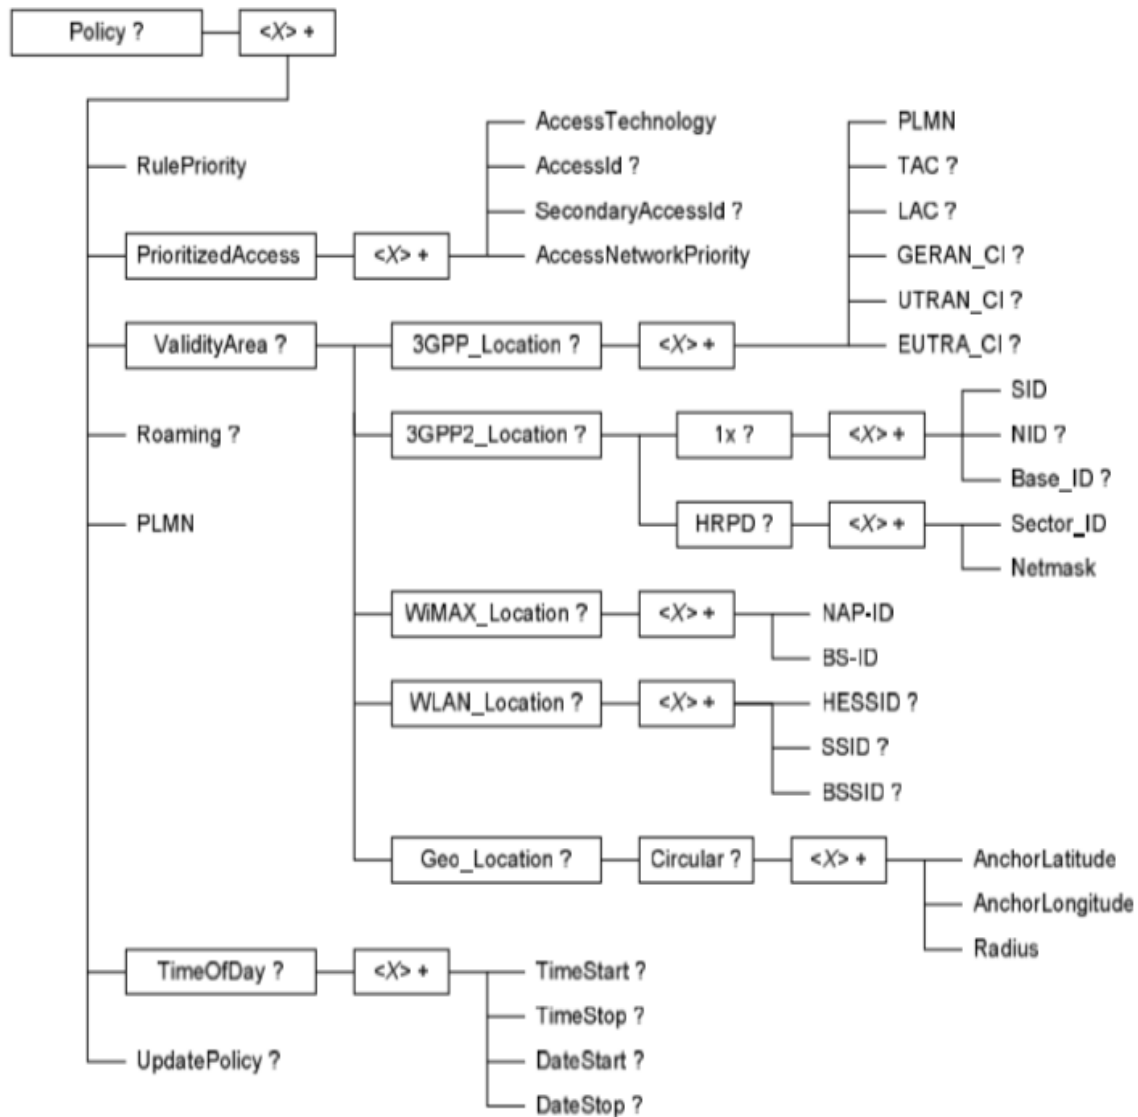 Policy ? <X> +
AccessTechnology PLMN
RulePriority AccessId ? TAC ?
SecondaryAccessId ? LAC ?
PrioritizedAccess <X> + AccessNetworkPriority GERAN_CI ?
UTRAN_CI ?
ValidityArea ? 3GPP_Location ? <X> + EUTRA_CI ?
SID
Roaming ? 3GPP2_Location ? 1x ? <X> + NID ?
Base_ID ?
PLMN HRPD ? <X> + Sector_ID
Netmask
WiMAX_Location ? <X> + NAP-ID
BS-ID
WLAN_Location ? <X> + HESSID ?
SSID ?
BSSID ?
Geo_Location ? Circular ? <X> + AnchorLatitude
AnchorLongitude
Radius
TimeOfDay ? <X> + TimeStart ?
TimeStop ?
UpdatePolicy ? DateStart ?
DateStop ?